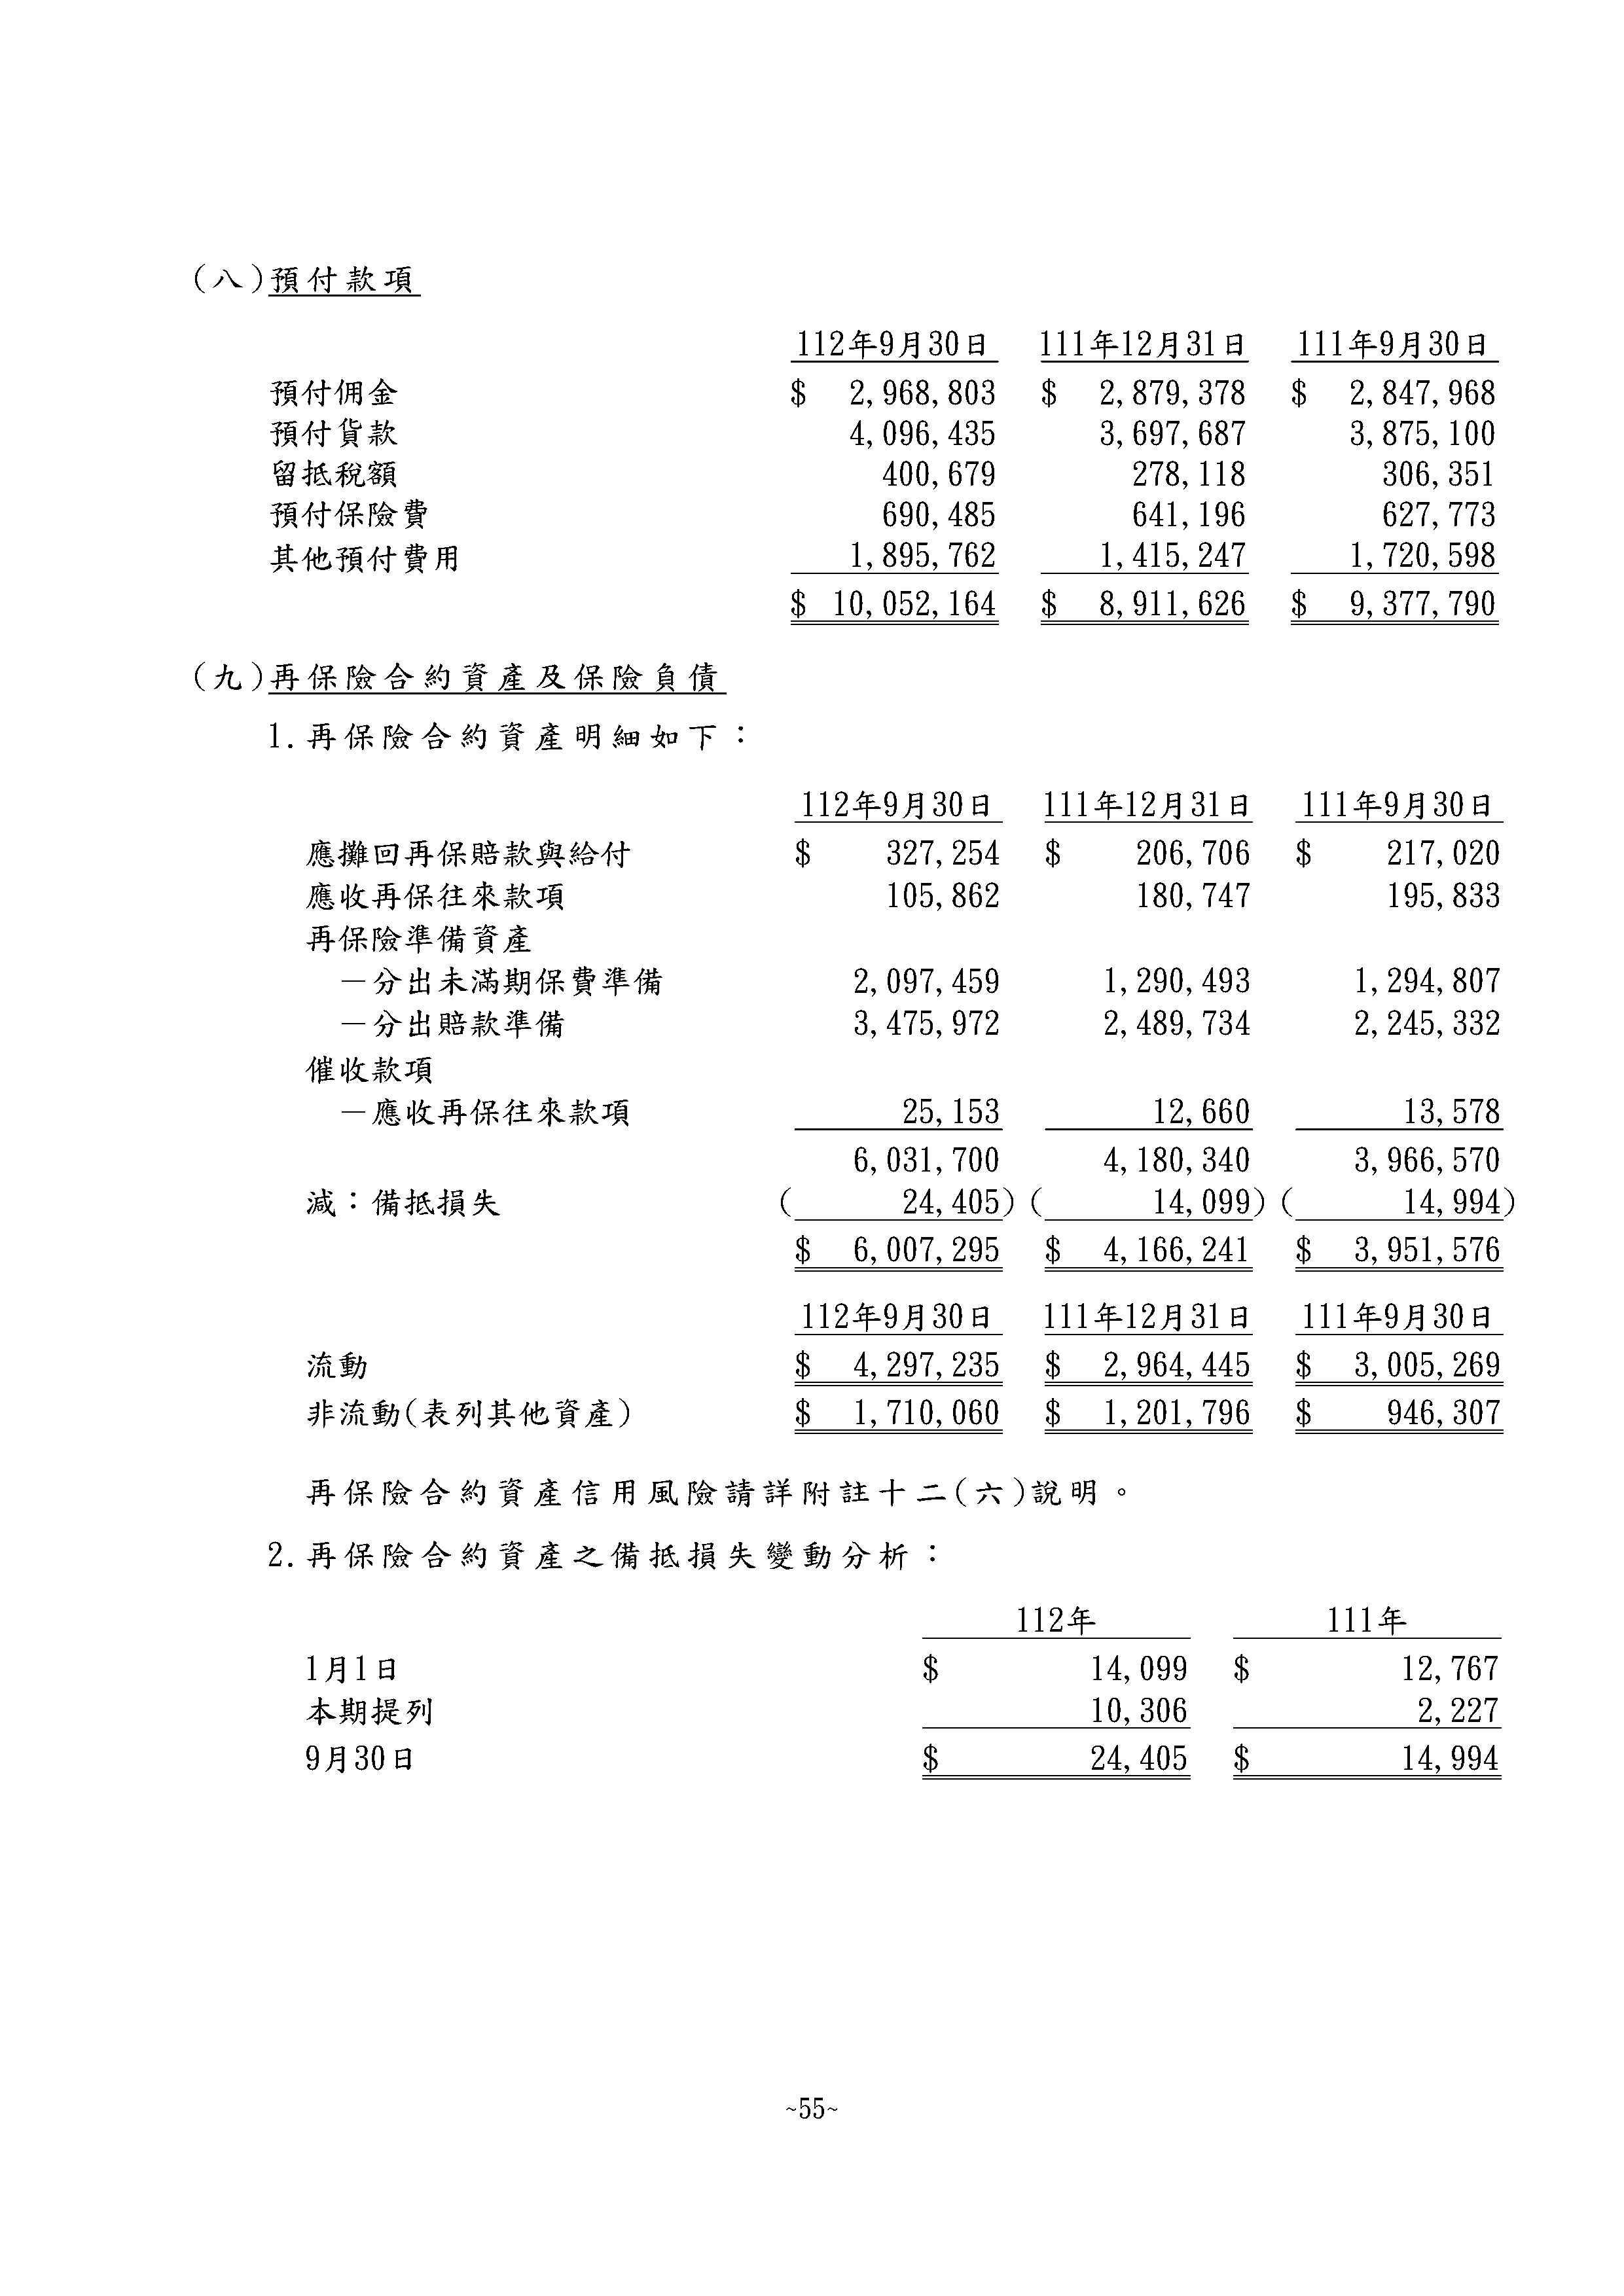 (八)預付款項
112年9月30日 111年12月31日 111年9月30日
預付佣金 $ 2,968,803 $ 2,879,378 $ 2,847,968
預付貨款 4,096,435 3,697,687 3,875,100
留抵稅額 400,679 278,118 306,351
預付保險費 690,485 641,196 627,773
其他預付費用 1,895,762 1,415,247 1,720,598
$ 10,052,164 $ 8,911,626 $ 9,377,790
(九)再保險合約資產及保險負債
1.再保險合約資產明細如下：
112年9月30日 111年12月31日 111年9月30日
應攤回再保賠款與給付 $ 327,254 $ 206,706 $ 217,020
應收再保往來款項 105,862 180,747 195,833
再保險準備資產
－分出未滿期保費準備 2,097,459 1,290,493 1,294,807
－分出賠款準備 3,475,972 2,489,734 2,245,332
催收款項
－應收再保往來款項 25,153 12,660 13,578
6,031,700 4,180,340 3,966,570
減：備抵損失 ( 24,405) ( 14,099) ( 14,994)
$ 6,007,295 $ 4,166,241 $ 3,951,576
112年9月30日 111年12月31日 111年9月30日
流動 $ 4,297,235 $ 2,964,445 $ 3,005,269
非流動(表列其他資產) $ 1,710,060 $ 1,201,796 $ 946,307
再保險合約資產信用風險請詳附註十二(六)說明。
2.再保險合約資產之備抵損失變動分析：
112年 111年
1月1日 $ 14,099 $ 12,767
本期提列 10,306 2,227
9月30日 $ 24,405 $ 14,994
~55~